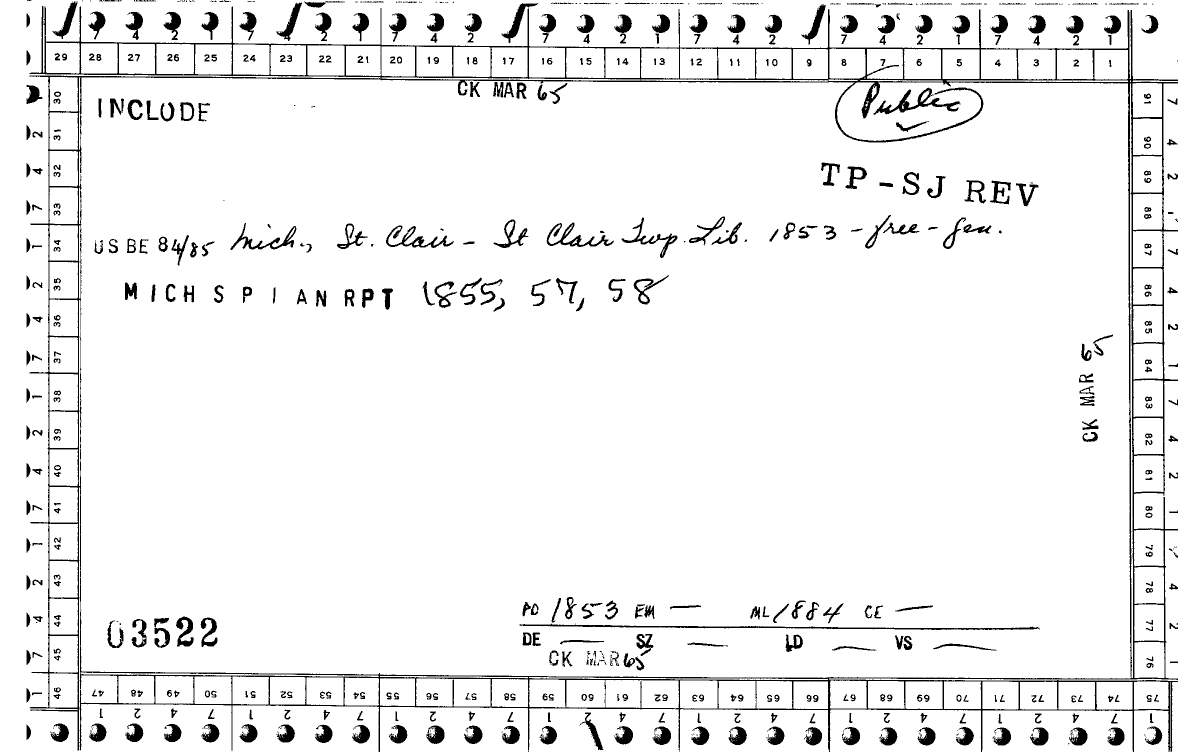 7 4 2 1 7 4 2 1 7 4 2 1 7 4 2 1 7 4 2 1 7 4 2 1 7 4 2 1
29 28 27 26 25 24 23 22 21 20 19 18 17 16 15 14 13 12 11 10 9 8 7 6 5 4 3 2 1
CK MAR 65
INCLUDE
Public
TP-SJ REV
US BE 84/85 Mich., St. Clair - St Clair Twp. Lib. 1853 - free - gen.
MICH S P I AN RPT 1855, 57, 58
CK MAR 65
03522
PO 1853 EM — ML 1884 CE —
DE — SZ — LD — VS —
CK MAR 65
30 31 32 33 34 35 36 37 38 39 40 41 42 43 44 45 46
91 90 89 88 87 86 85 84 83 82 81 80 79 78 77 76 75
47 48 49 50 51 52 53 54 55 56 57 58 59 60 61 62 63 64 65 66 67 68 69 70 71 72 73 74
1 2 4 7 1 2 4 7 1 2 4 7 1 2 4 7 1 2 4 7 1 2 4 7 1 2 4 7 1